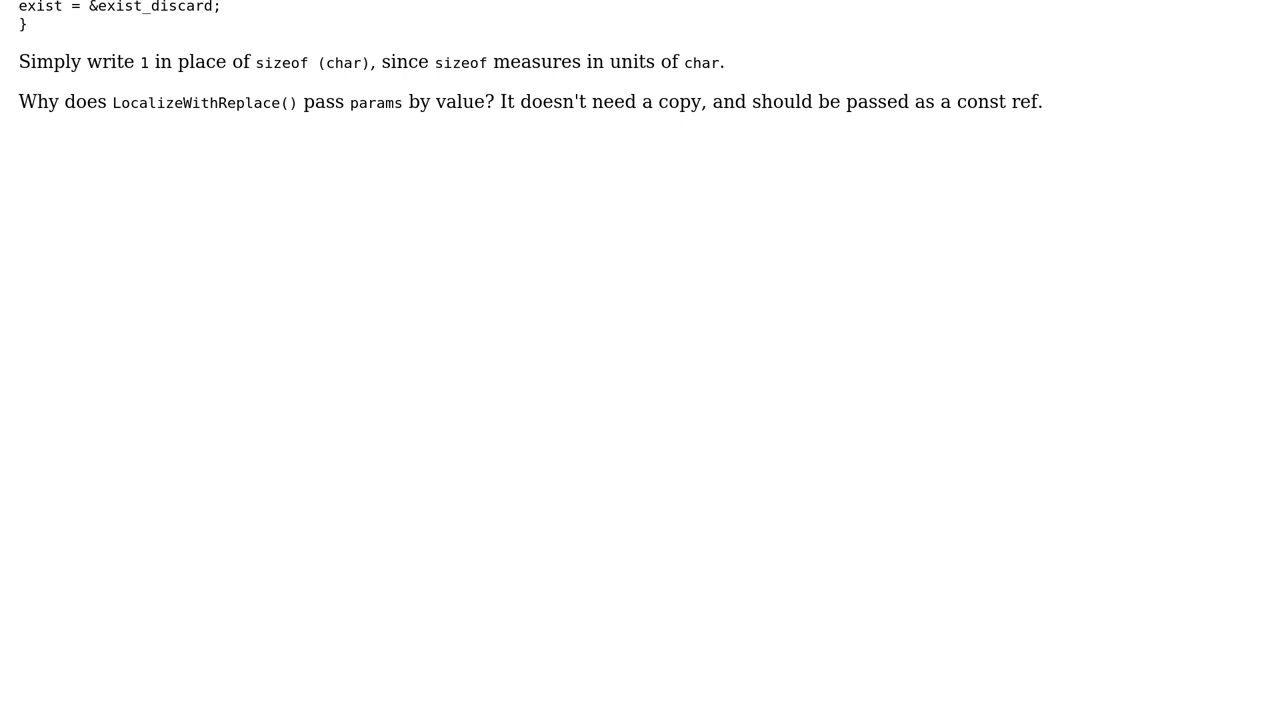 exist = &exist_discard;
}
Simply write 1 in place of sizeof (char), since sizeof measures in units of char.
Why does LocalizeWithReplace() pass params by value? It doesn't need a copy, and should be passed as a const ref.